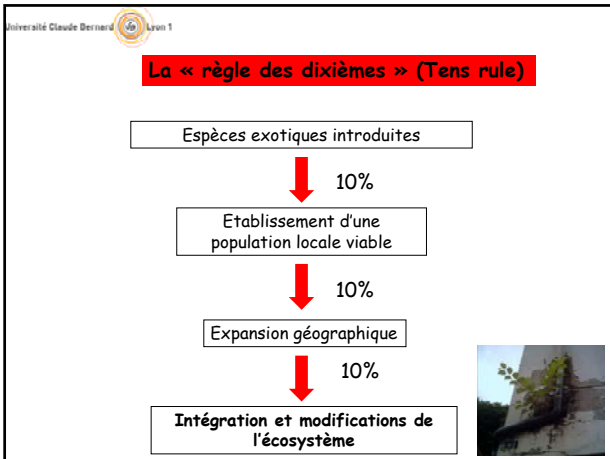 Université Claude Bernard Lyon 1
La « règle des dixièmes » (Tens rule)
Espèces exotiques introduites
10%
Etablissement d'une
population locale viable
10%
Expansion géographique
10%
Intégration et modifications de
l'écosystème